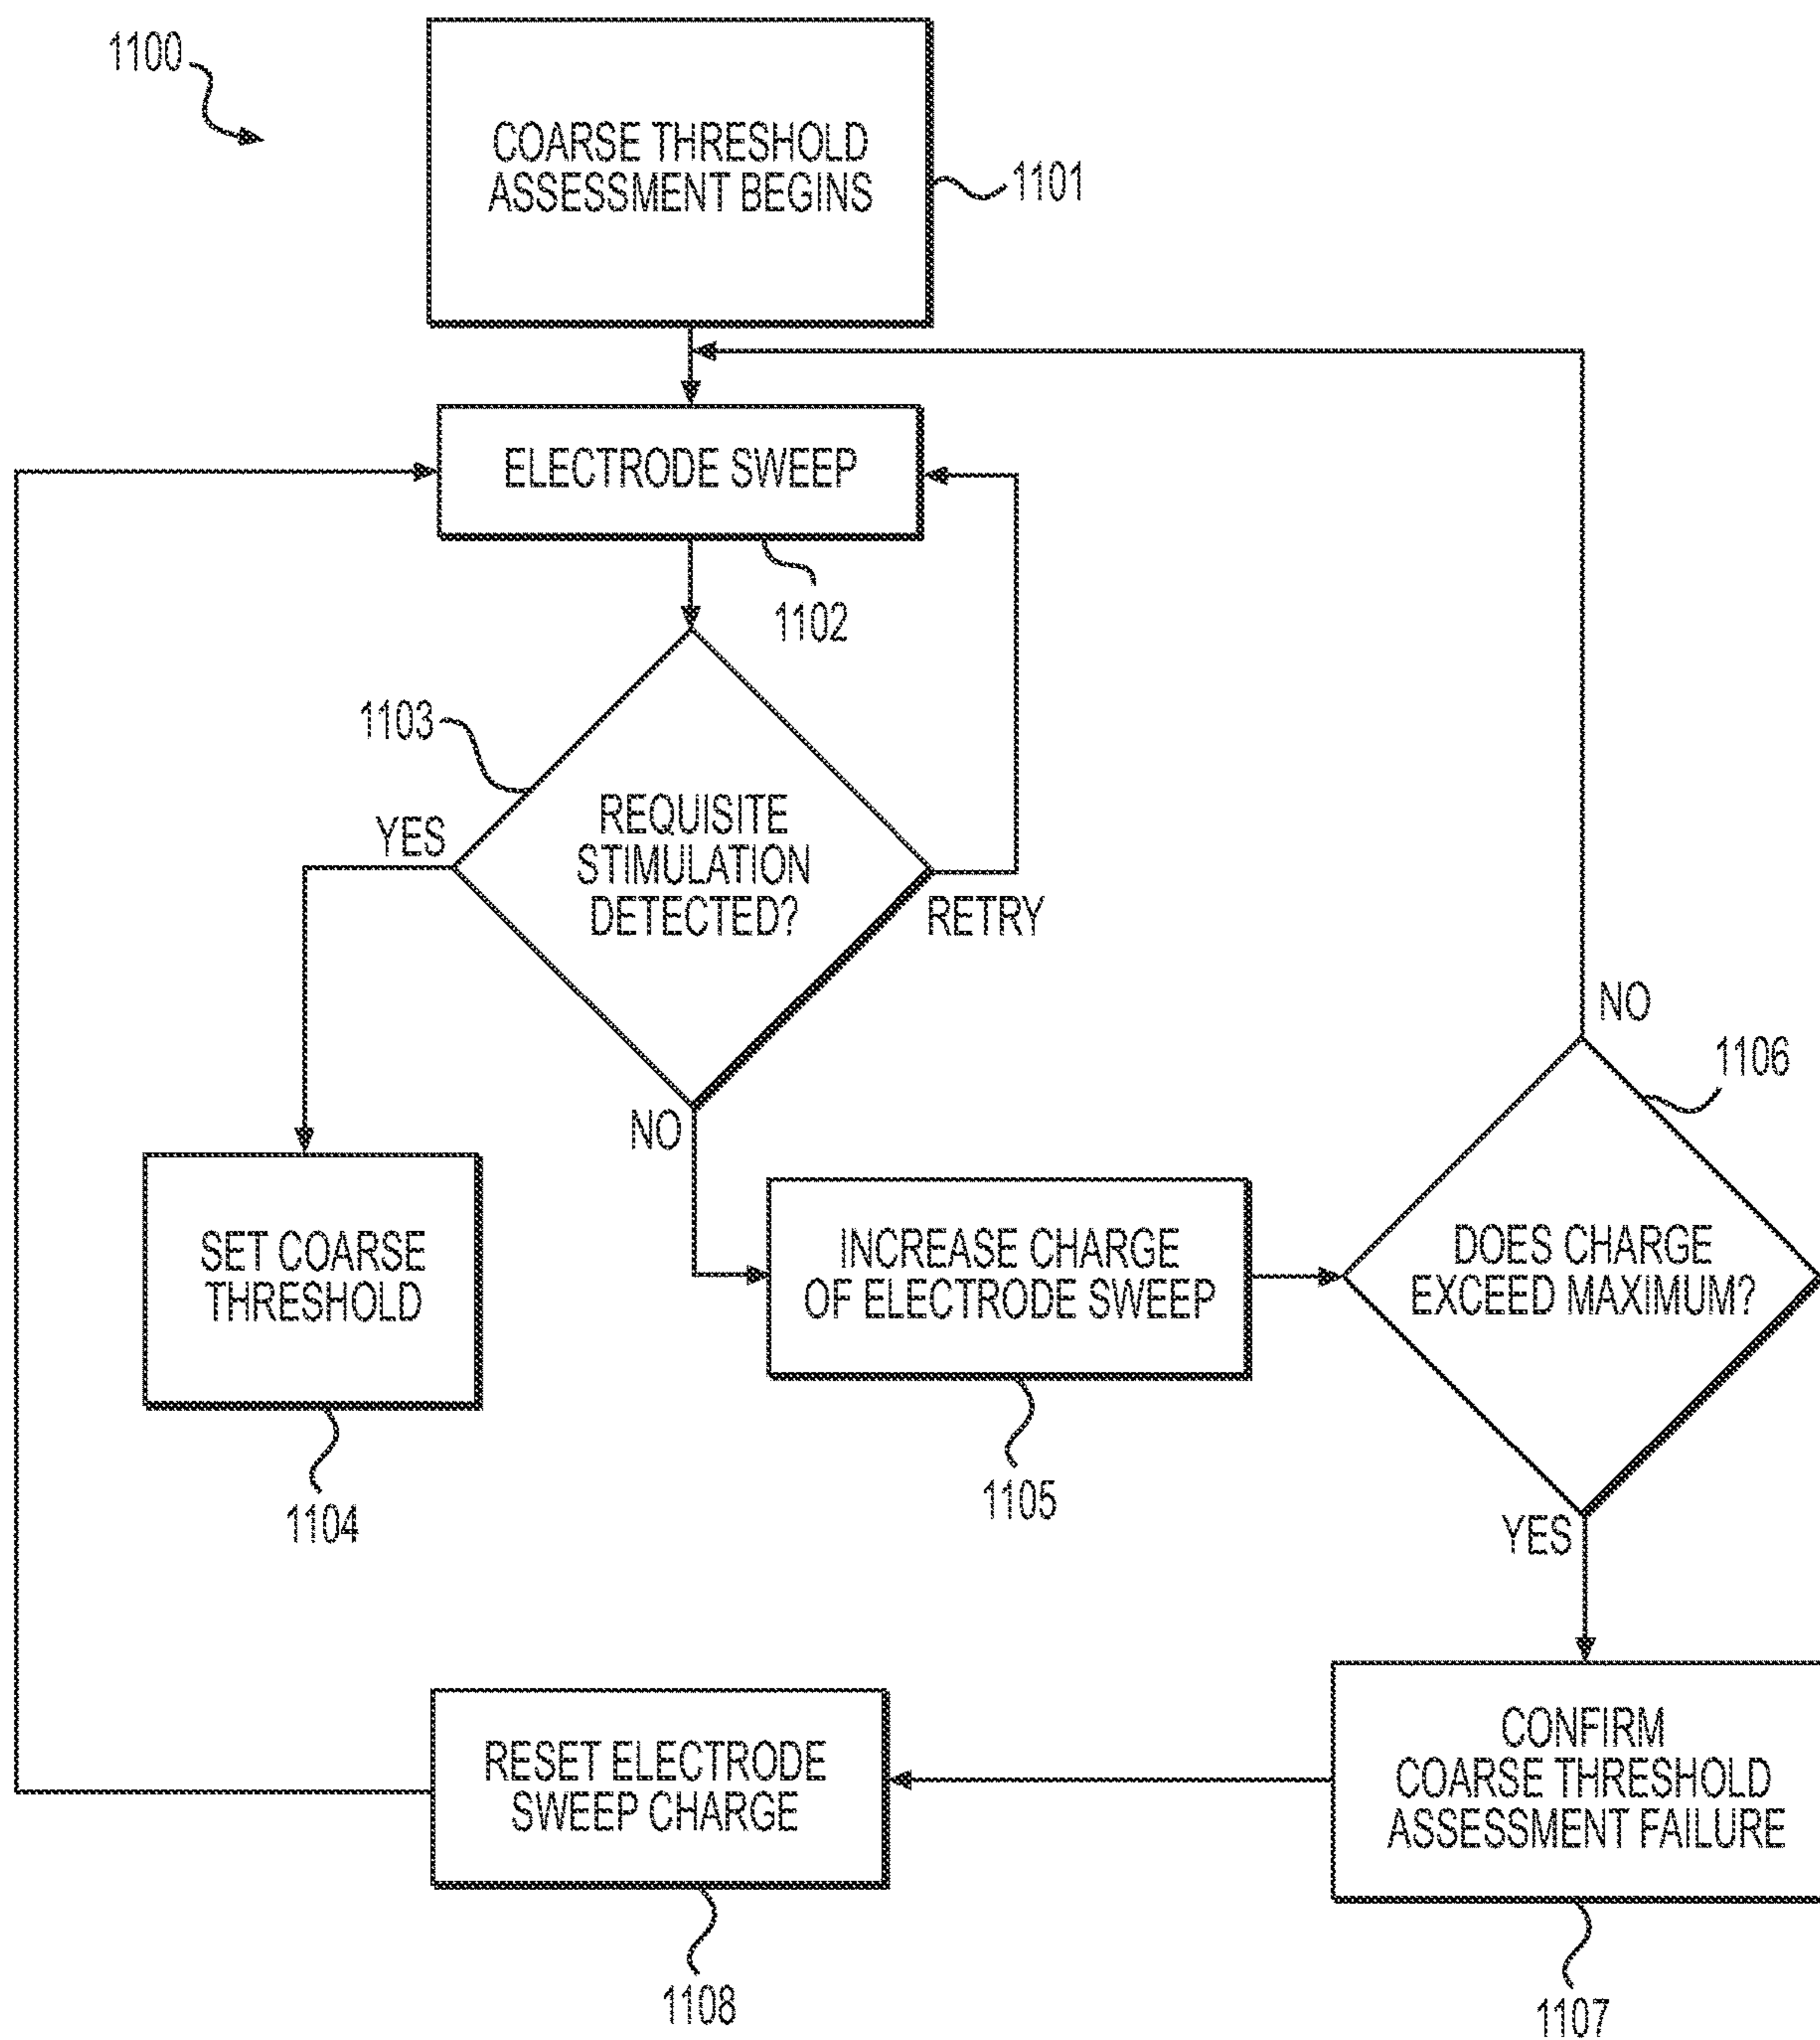 1100
COARSE THRESHOLD
ASSESSMENT BEGINS
1101
ELECTRODE SWEEP
1102
1103
YES
REQUISITE
STIMULATION
DETECTED?
RETRY
NO
NO
1106
SET COARSE
THRESHOLD
1104
INCREASE CHARGE
OF ELECTRODE SWEEP
1105
DOES CHARGE
EXCEED MAXIMUM?
YES
CONFIRM
COARSE THRESHOLD
ASSESSMENT FAILURE
1107
RESET ELECTRODE
SWEEP CHARGE
1108